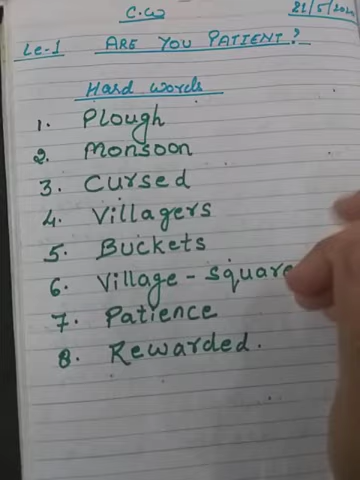 C.W 21/5/202
Le-1 ARE YOU PATIENT?
Hard words
1. Plough
2. Monsoon
3. Cursed
4. Villagers
5. Buckets
6. Village - square
7. Patience
8. Rewarded.